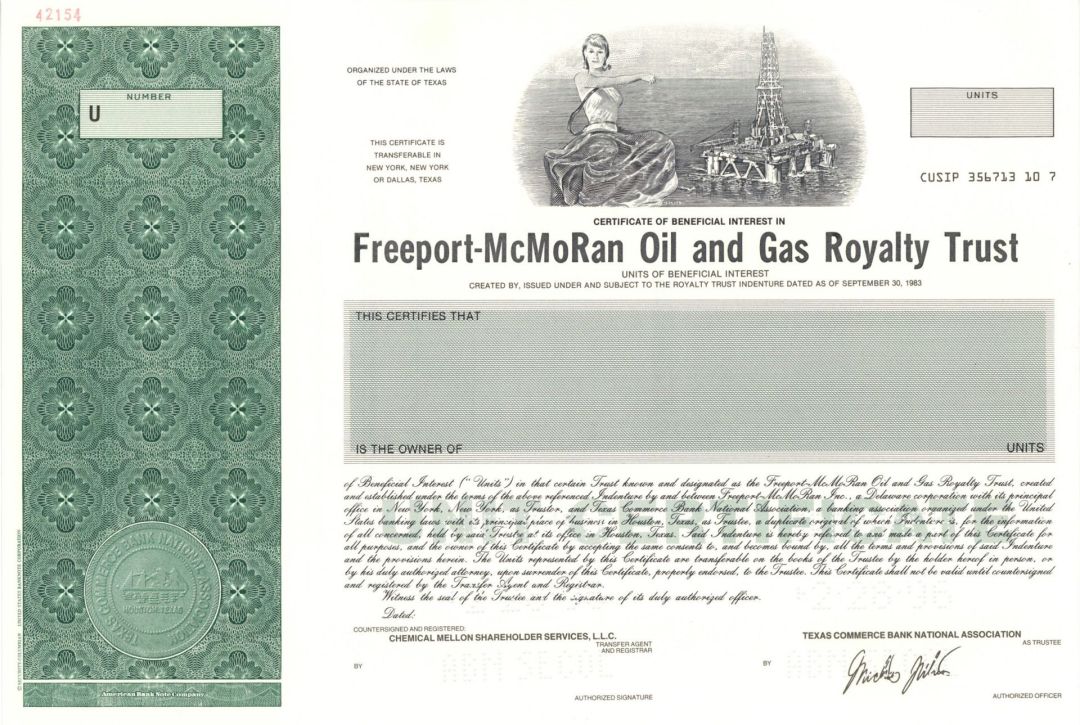 42154
NUMBER
U
ORGANIZED UNDER THE LAWS
OF THE STATE OF TEXAS
THIS CERTIFICATE IS
TRANSFERABLE IN
NEW YORK, NEW YORK
OR DALLAS, TEXAS
UNITS
CUSIP 356713 10 7
CERTIFICATE OF BENEFICIAL INTEREST IN
Freeport-McMoRan Oil and Gas Royalty Trust
UNITS OF BENEFICIAL INTEREST
CREATED BY, ISSUED UNDER AND SUBJECT TO THE ROYALTY TRUST INDENTURE DATED AS OF SEPTEMBER 30, 1983
THIS CERTIFIES THAT
IS THE OWNER OF
UNITS
of Beneficial Interest ("Units") in that certain Trust known and designated as the Freeport-McMoRan Oil and Gas Royalty Trust, created
and established under the terms of the above referenced Indenture by and between Freeport-McMoRan Inc., a Delaware corporation with its principal
office in New York, New York, as Trustor, and Texas Commerce Bank National Association, a banking association organized under the United
States banking laws with its principal place of business in Houston, Texas, as Trustee, a duplicate original of which Indenture is, for the information
of all concerned, held by said Trustee at its office in Houston, Texas. Said Indenture is hereby referred to and made a part of this Certificate for
all purposes, and the owner of this Certificate by accepting the same consents to, and becomes bound by, all the terms and provisions of said Indenture
and the provisions herein. The Units represented by this Certificate are transferable on the books of the Trustee by the holder hereof in person, or
by his duly authorized attorney, upon surrender of this Certificate, properly endorsed, to the Trustee. This Certificate shall not be valid until countersigned
and registered by the Transfer Agent and Registrar.
Witness the seal of the Trustee and the signature of its duly authorized officer.
Dated:
COUNTERSIGNED AND REGISTERED:
CHEMICAL MELLON SHAREHOLDER SERVICES, L.L.C.
TRANSFER AGENT
AND REGISTRAR
BY
AUTHORIZED SIGNATURE
TEXAS COMMERCE BANK NATIONAL ASSOCIATION
AS TRUSTEE
BY
AUTHORIZED OFFICER
HOUSTON, TEXAS
American Bank Note Company
UNITED STATES BANKNOTE CORPORATION